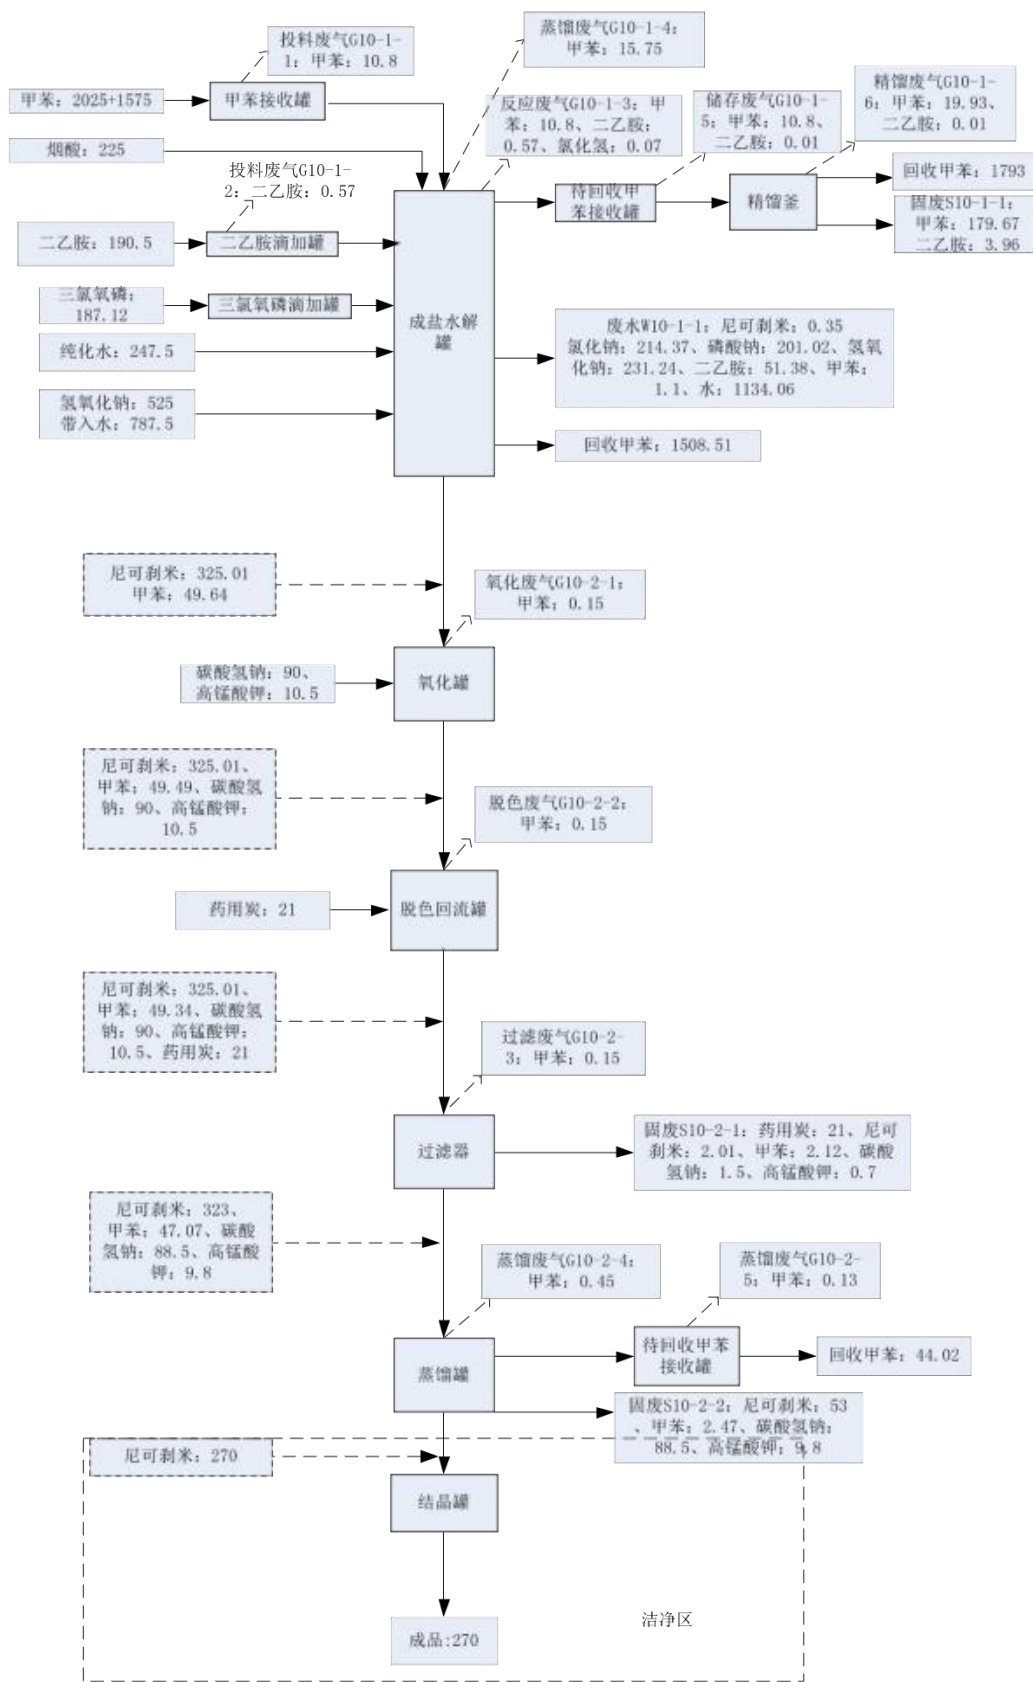 投料废气G10-1-
1；甲苯：10.8
蒸馏废气G10-1-4；
甲苯：15.75
甲苯：2025+1575
甲苯接收罐
反应废气G10-1-3；甲
苯：10.8、二乙胺：
0.57、氯化氢：0.07
储存废气G10-1-
5；甲苯：10.8、
二乙胺：0.01
精馏废气G10-1-
6；甲苯：19.93、
二乙胺：0.01
烟酸：225
投料废气G10-1-
2；二乙胺：0.57
待回收甲
苯接收罐
精馏釜
回收甲苯：1793
固废S10-1-1；
甲苯：179.67
二乙胺：3.96
二乙胺：190.5
二乙胺滴加罐
三氯氧磷：
187.12
三氯氧磷滴加罐
成盐水解
罐
纯化水：247.5
废水W10-1-1；尼可刹米：0.35
氯化钠：214.37、磷酸钠：201.02、氢氧
化钠：231.24、二乙胺：51.38、甲苯：
1.1、水：1134.06
氢氧化钠：525
带入水：787.5
回收甲苯：1508.51
尼可刹米：325.01
甲苯：49.64
氧化废气G10-2-1；
甲苯：0.15
碳酸氢钠：90、
高锰酸钾：10.5
氧化罐
尼可刹米：325.01、
甲苯：49.49、碳酸氢
钠：90、高锰酸钾：
10.5
脱色废气G10-2-2；
甲苯：0.15
药用炭：21
脱色回流罐
尼可刹米：325.01、
甲苯：49.34、碳酸氢
钠：90、高锰酸钾：
10.5、药用炭：21
过滤废气G10-2-
3；甲苯：0.15
过滤器
固废S10-2-1；药用炭：21、尼可
刹米：2.01、甲苯：2.12、碳酸
氢钠：1.5、高锰酸钾：0.7
尼可刹米：323、
甲苯：47.07、碳酸
氢钠：88.5、高锰酸
钾：9.8
蒸馏废气G10-2-4；
甲苯：0.45
蒸馏废气G10-2-
5；甲苯：0.13
蒸馏罐
待回收甲苯
接收罐
回收甲苯：44.02
固废S10-2-2；尼可刹米：53
、甲苯：2.47、碳酸氢钠：
88.5、高锰酸钾：9.8
尼可刹米：270
结晶罐
洁净区
成品:270